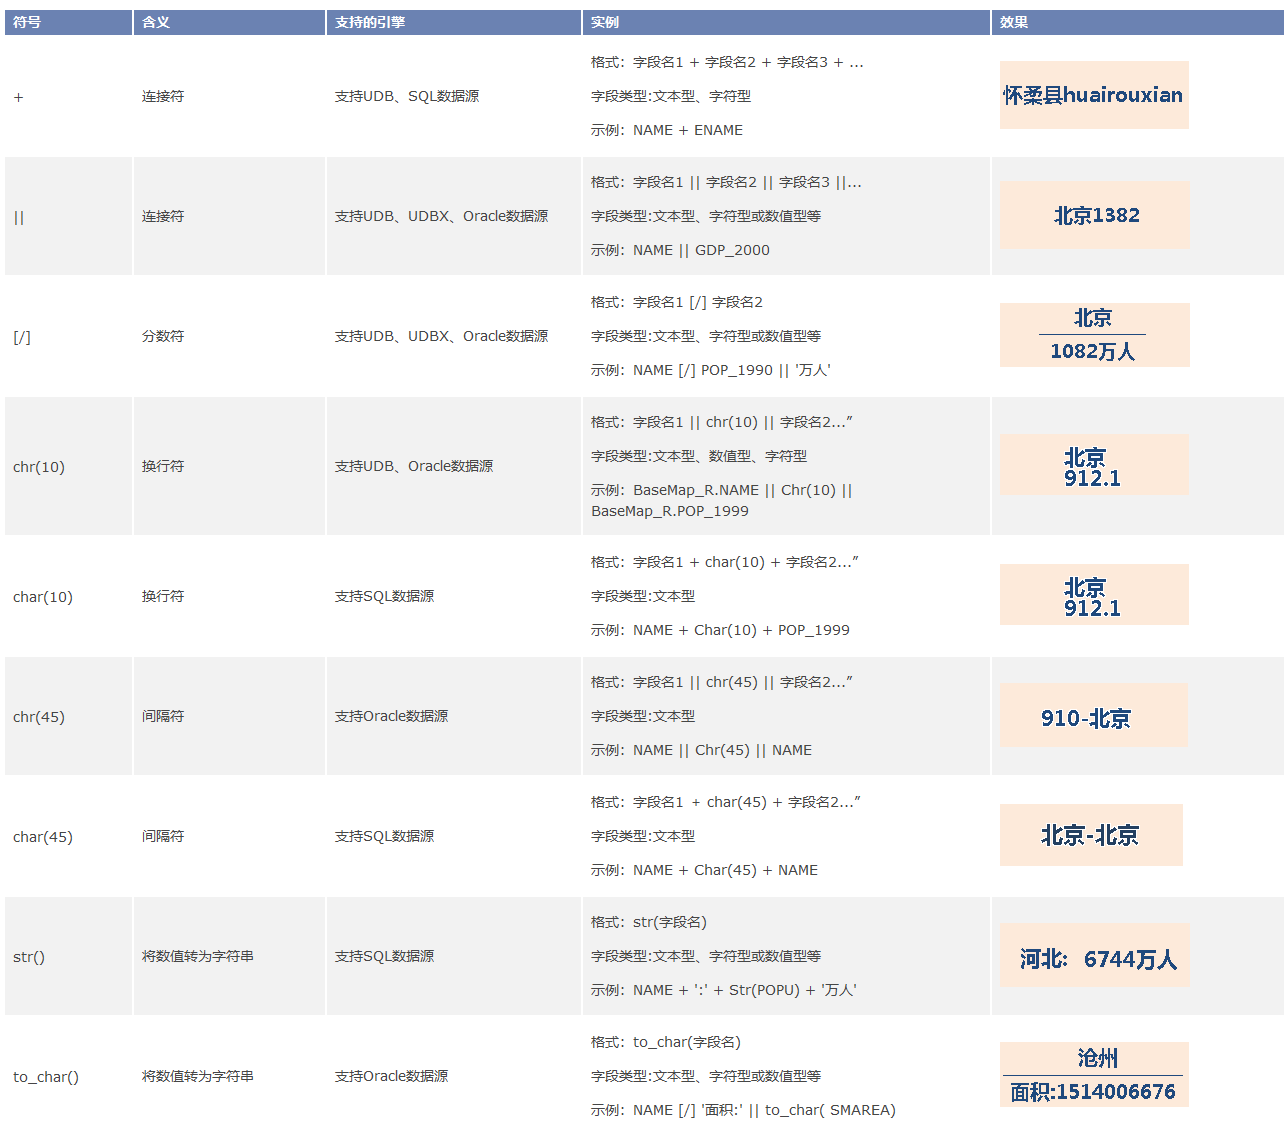 符号 含义 支持的引擎 实例 效果
格式：字段名1 + 字段名2 + 字段名3 + ...
+ 连接符 支持UDB、SQL数据源 字段类型:文本型、字符型 怀柔县huairouxian
示例：NAME + ENAME
格式：字段名1 || 字段名2 || 字段名3 ||...
|| 连接符 支持UDB、UDBX、Oracle数据源 字段类型:文本型、字符型或数值型等 北京1382
示例：NAME || GDP_2000
格式：字段名1 [/] 字段名2 北京
[/] 分数符 支持UDB、UDBX、Oracle数据源 字段类型:文本型、字符型或数值型等 1082万人
示例：NAME [/] POP_1990 || '万人'
格式：字段名1 || chr(10) || 字段名2...”
chr(10) 换行符 支持UDB、Oracle数据源 字段类型:文本型、数值型、字符型 北京
示例：BaseMap_R.NAME || Chr(10) || 912.1
BaseMap_R.POP_1999
格式：字段名1 + char(10) + 字段名2...”
char(10) 换行符 支持SQL数据源 字段类型:文本型 北京
示例：NAME + Char(10) + POP_1999 912.1
格式：字段名1 || chr(45) || 字段名2...”
chr(45) 间隔符 支持Oracle数据源 字段类型:文本型 910-北京
示例：NAME || Chr(45) || NAME
格式：字段名1 + char(45) + 字段名2...”
char(45) 间隔符 支持SQL数据源 字段类型:文本型 北京-北京
示例：NAME + Char(45) + NAME
格式：str(字段名)
str() 将数值转为字符串 支持SQL数据源 字段类型:文本型、字符型或数值型等 河北：6744万人
示例：NAME + ':' + Str(POPU) + '万人'
格式：to_char(字段名) 沧州
to_char() 将数值转为字符串 支持Oracle数据源 字段类型:文本型、字符型或数值型等 面积:1514006676
示例：NAME [/] '面积:' || to_char( SMAREA)